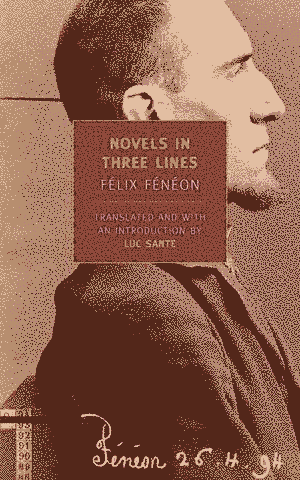 NOVELS IN
THREE LINES
FÉLIX FÉNÉON
TRANSLATED AND WITH
AN INTRODUCTION BY
LUC SANTE
Fénéon 26.4.94